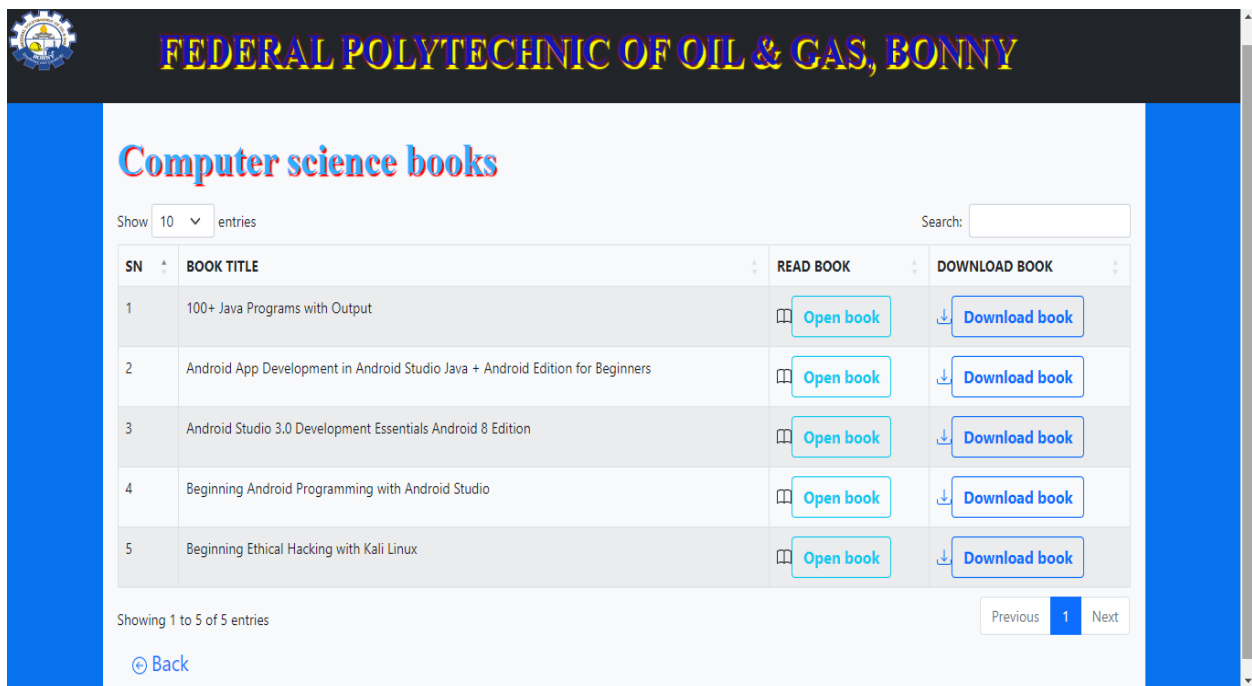 FEDERAL POLYTECHNIC OF OIL & GAS, BONNY
Computer science books
Show 10 entries Search:
SN BOOK TITLE READ BOOK DOWNLOAD BOOK
1 100+ Java Programs with Output Open book Download book
2 Android App Development in Android Studio Java + Android Edition for Beginners Open book Download book
3 Android Studio 3.0 Development Essentials Android 8 Edition Open book Download book
4 Beginning Android Programming with Android Studio Open book Download book
5 Beginning Ethical Hacking with Kali Linux Open book Download book
Showing 1 to 5 of 5 entries Previous 1 Next
Back